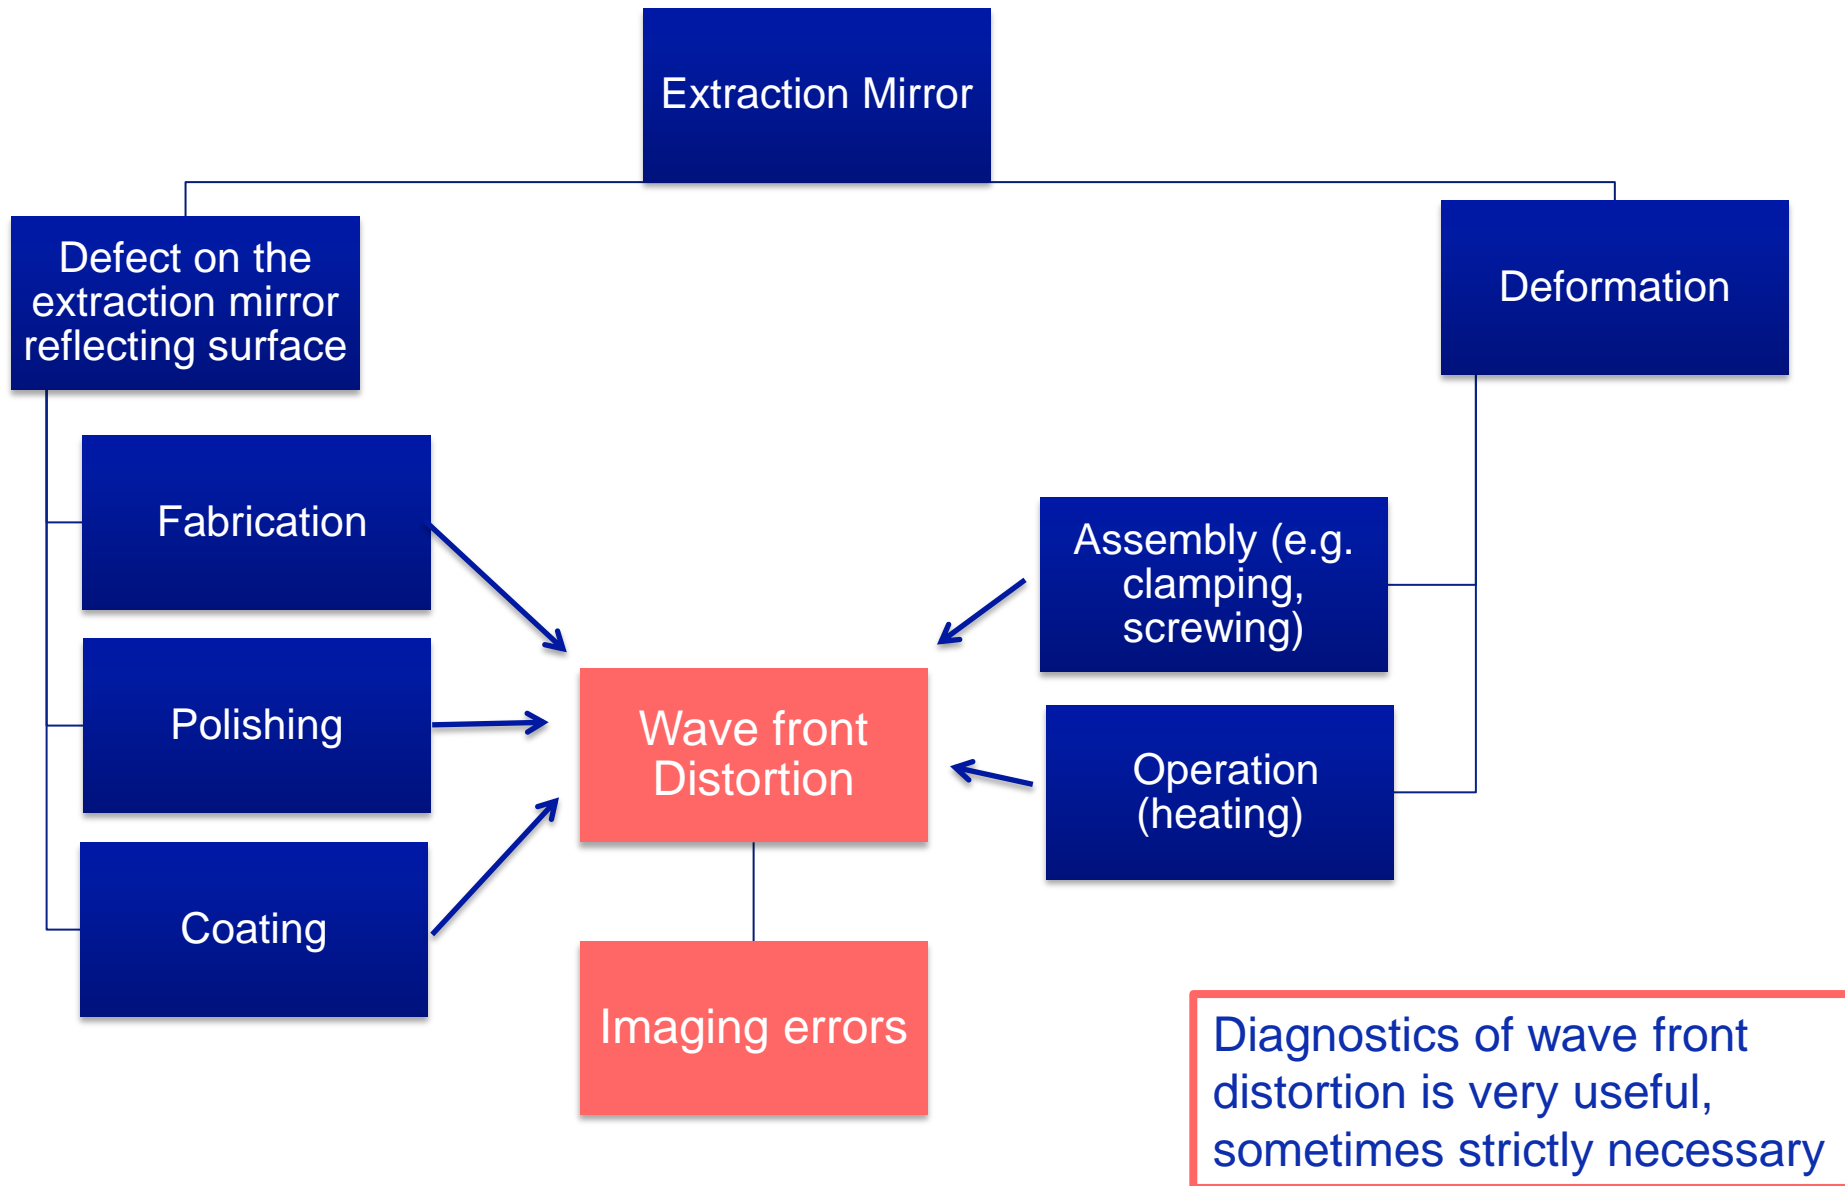 Extraction Mirror
Defect on the
extraction mirror
reflecting surface
Deformation
Fabrication
Polishing
Coating
Assembly (e.g.
clamping,
screwing)
Operation
(heating)
Wave front
Distortion
Imaging errors
Diagnostics of wave front
distortion is very useful,
sometimes strictly necessary